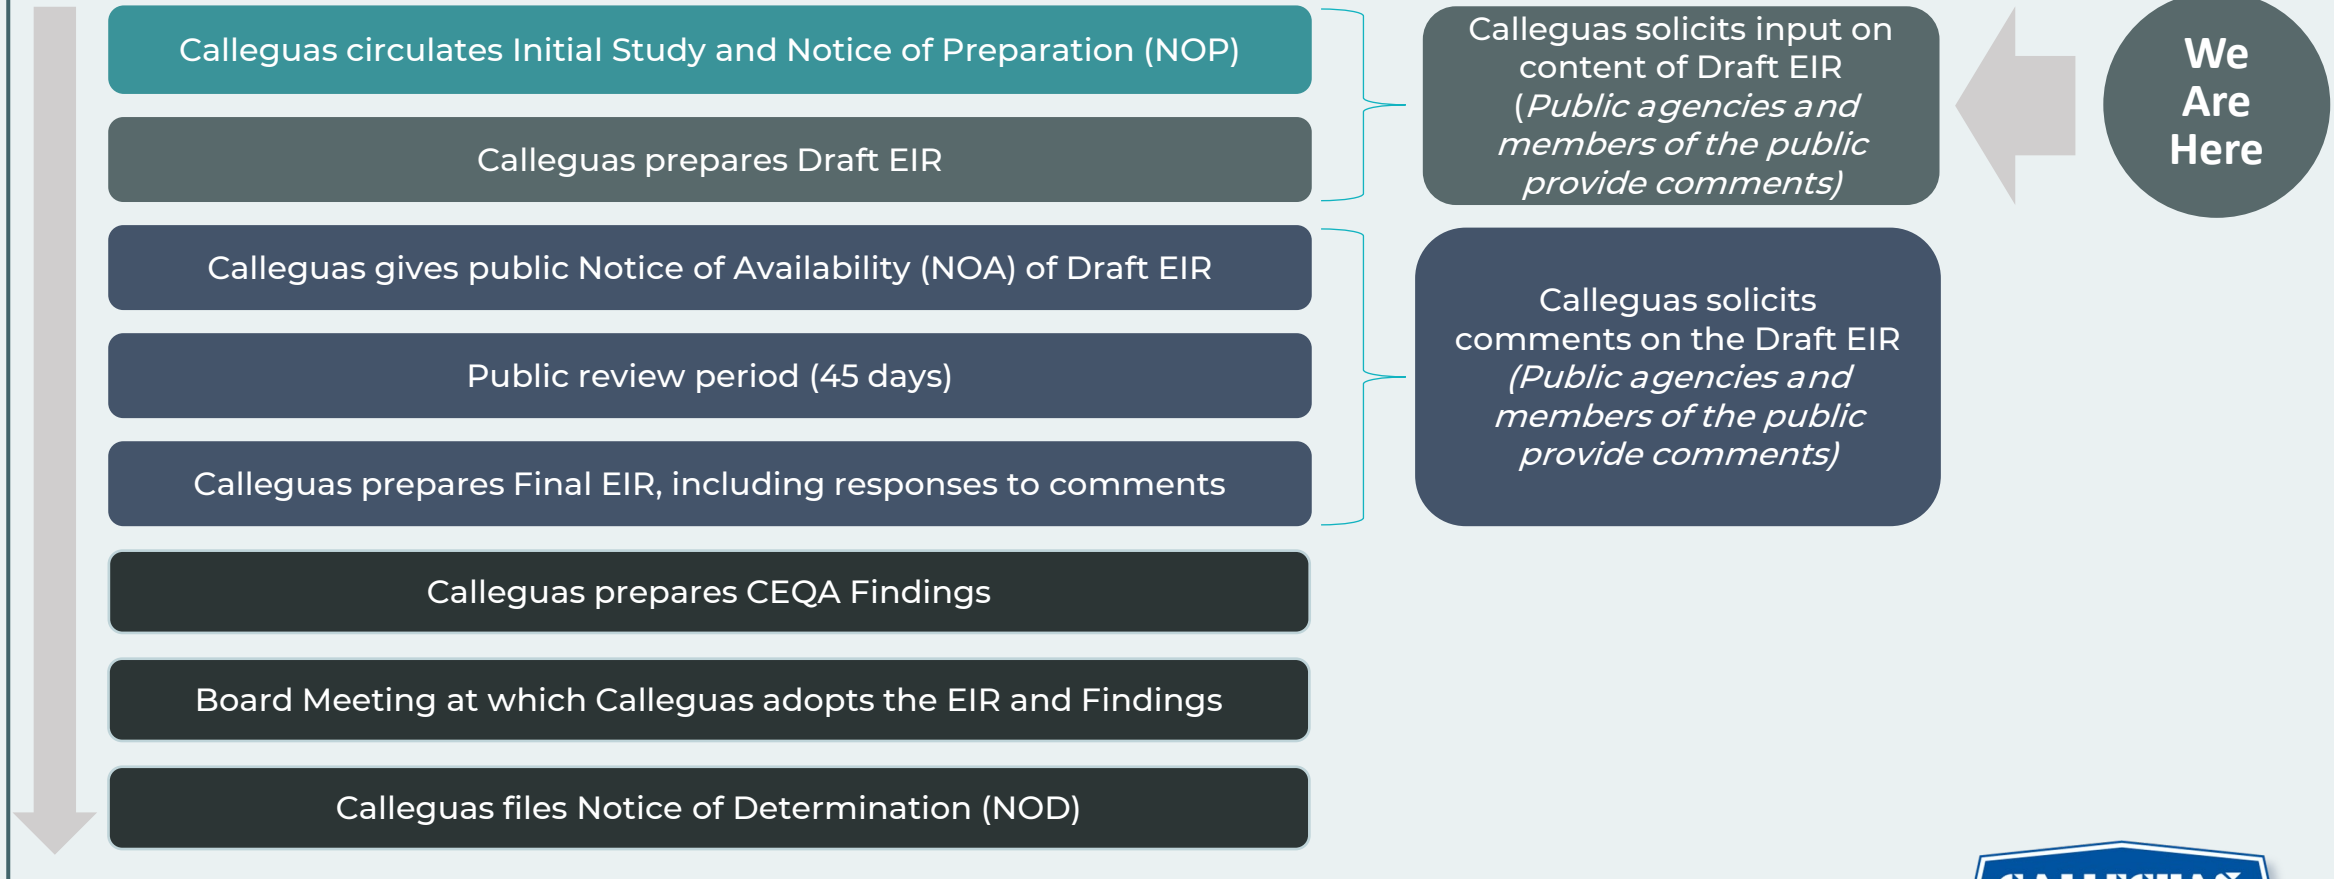 Calleguas circulates Initial Study and Notice of Preparation (NOP)
Calleguas prepares Draft EIR
Calleguas solicits input on
content of Draft EIR
(Public agencies and
members of the public
provide comments)
We
Are
Here
Calleguas gives public Notice of Availability (NOA) of Draft EIR
Public review period (45 days)
Calleguas prepares Final EIR, including responses to comments
Calleguas solicits
comments on the Draft EIR
(Public agencies and
members of the public
provide comments)
Calleguas prepares CEQA Findings
Board Meeting at which Calleguas adopts the EIR and Findings
Calleguas files Notice of Determination (NOD)
CALLEGUAS